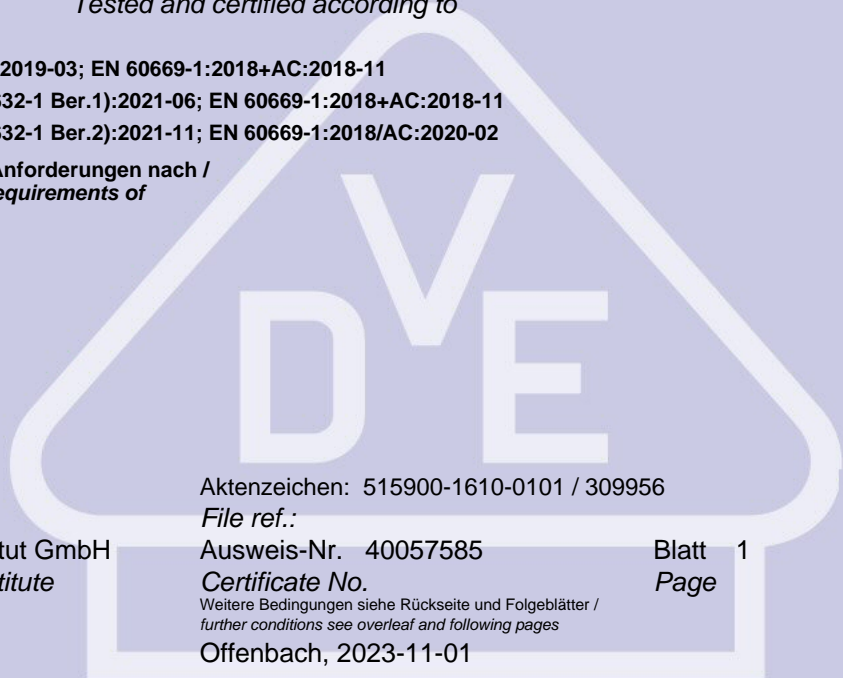 Tested and certified according to
2019-03; EN 60669-1:2018+AC:2018-11
632-1 Ber.1):2021-06; EN 60669-1:2018+AC:2018-11
632-1 Ber.2):2021-11; EN 60669-1:2018/AC:2020-02
Anforderungen nach /
equirements of
DVE
Aktenzeichen: 515900-1610-0101 / 309956
File ref.:
tut GmbH Ausweis-Nr. 40057585 Blatt 1
titute Certificate No. Page
Weitere Bedingungen siehe Rückseite und Folgeblätter /
further conditions see overleaf and following pages
Offenbach, 2023-11-01